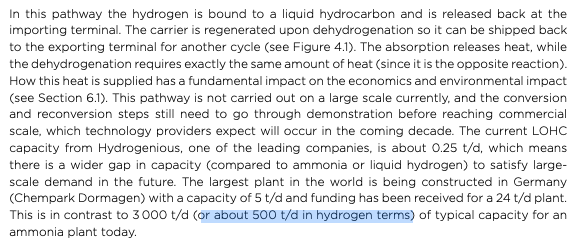 In this pathway the hydrogen is bound to a liquid hydrocarbon and is released back at the
importing terminal. The carrier is regenerated upon dehydrogenation so it can be shipped back
to the exporting terminal for another cycle (see Figure 4.1). The absorption releases heat, while
the dehydrogenation requires exactly the same amount of heat (since it is the opposite reaction).
How this heat is supplied has a fundamental impact on the economics and environmental impact
(see Section 6.1). This pathway is not carried out on a large scale currently, and the conversion
and reconversion steps still need to go through demonstration before reaching commercial
scale, which technology providers expect will occur in the coming decade. The current LOHC
capacity from Hydrogenious, one of the leading companies, is about 0.25 t/d, which means
there is a wider gap in capacity (compared to ammonia or liquid hydrogen) to satisfy large-
scale demand in the future. The largest plant in the world is being constructed in Germany
(Chempark Dormagen) with a capacity of 5 t/d and funding has been received for a 24 t/d plant.
This is in contrast to 3 000 t/d (or about 500 t/d in hydrogen terms) of typical capacity for an
ammonia plant today.